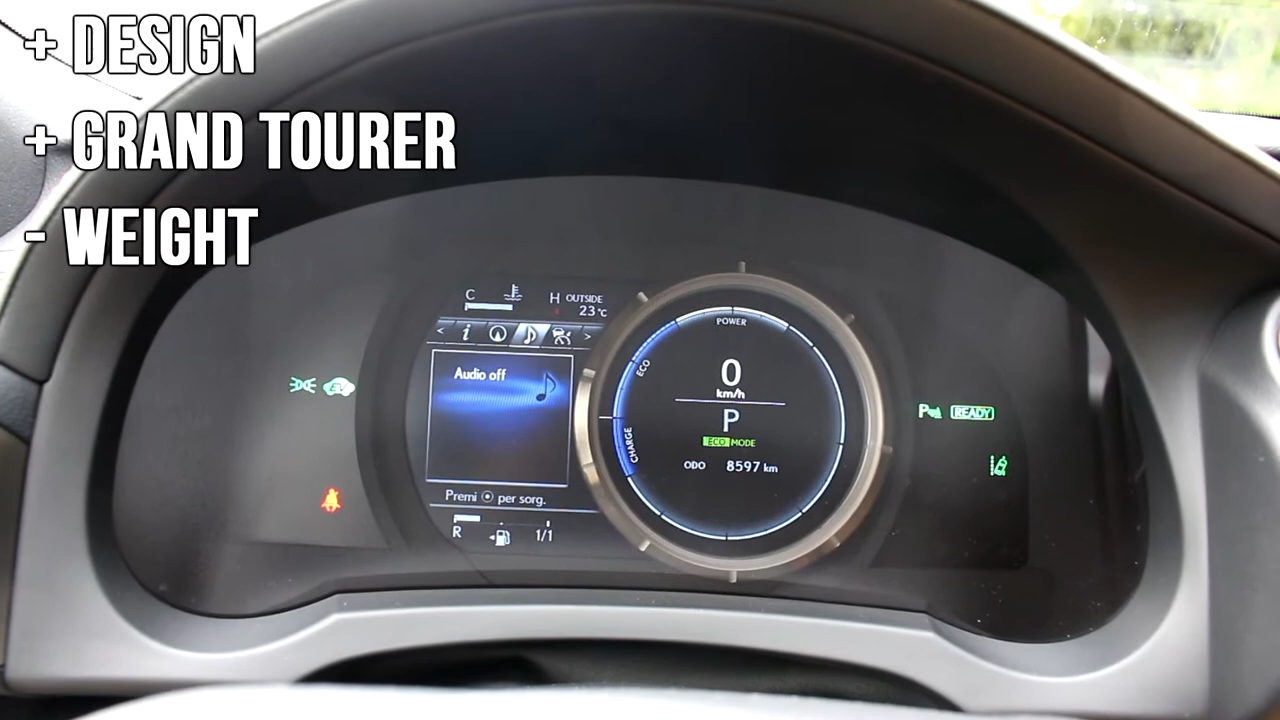 + DESIGN
+ GRAND TOURER
- WEIGHT
C H OUTSIDE
23°C
< i >
Audio off
Premi ⦿ per sorg.
R 1/1
EV
POWER
ECO
CHARGE
0
km/h
P
ECO MODE
ODO 8597 km
P READY